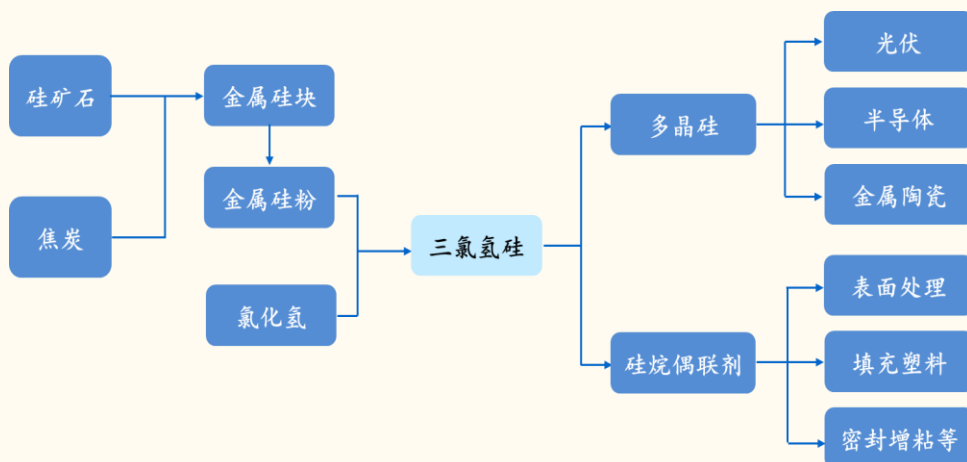 硅矿石
焦炭
金属硅块
金属硅粉
氯化氢
三氯氢硅
多晶硅
硅烷偶联剂
光伏
半导体
金属陶瓷
表面处理
填充塑料
密封增粘等